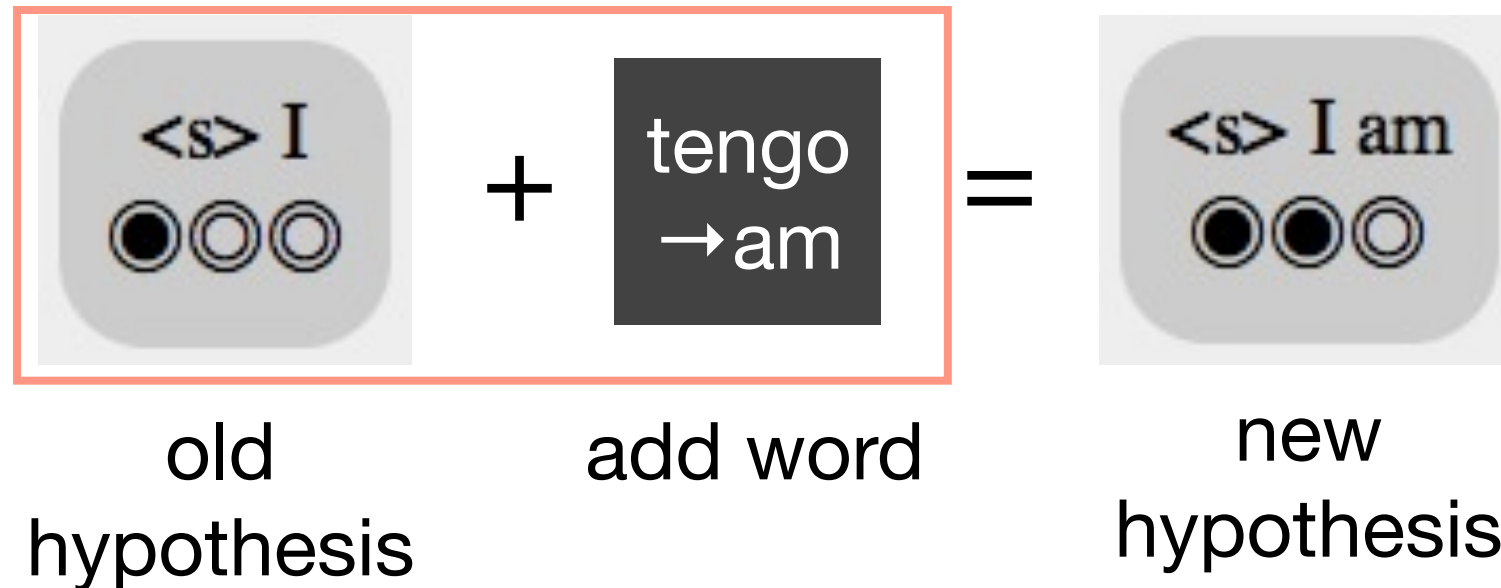 <s> I
+
tengo
→am
=
<s> I am
old
hypothesis
add word
new
hypothesis